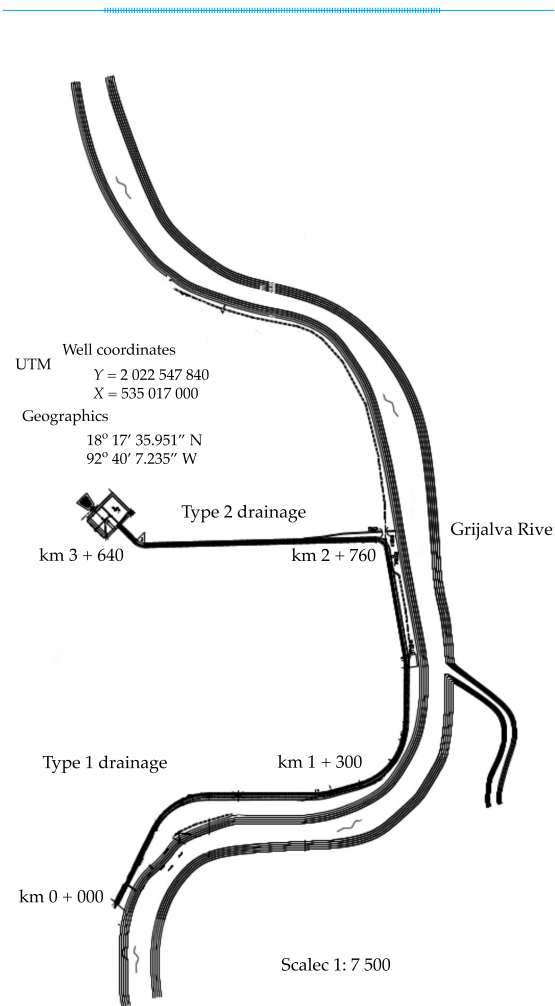 Well coordinates
UTM
Y = 2 022 547 840
X = 535 017 000
Geographics
18º 17’ 35.951” N
92º 40’ 7.235” W
Type 2 drainage
Grijalva Rive
km 3 + 640
km 2 + 760
Type 1 drainage
km 1 + 300
km 0 + 000
Scalec 1: 7 500